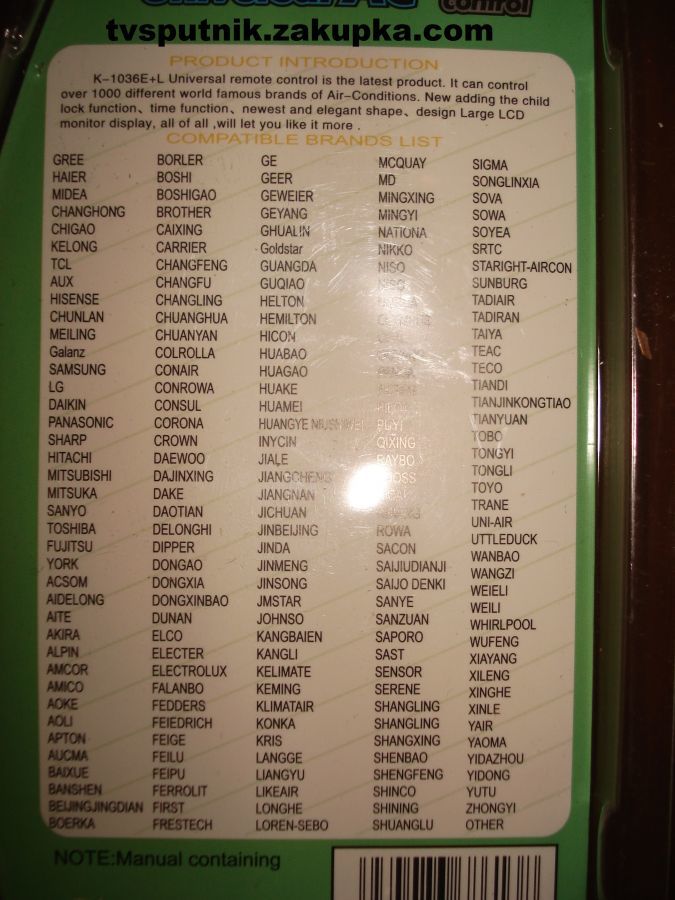 control
tvsputnik.zakupka.com
PRODUCT INTRODUCTION
K-1036E+L Universal remote control is the latest product. It can control
over 1000 different world famous brands of Air-Conditions. New adding the child
lock function、time function、newest and elegant shape、design Large LCD
monitor display, all of all ,will let you like it more .
COMPATIBLE BRANDS LIST
GREE
HAIER
MIDEA
CHANGHONG
CHIGAO
KELONG
TCL
AUX
HISENSE
CHUNLAN
MEILING
Galanz
SAMSUNG
LG
DAIKIN
PANASONIC
SHARP
HITACHI
MITSUBISHI
MITSUKA
SANYO
TOSHIBA
FUJITSU
YORK
ACSOM
AIDELONG
AITE
AKIRA
ALPIN
AMCOR
AMICO
AOKE
AOLI
APTON
AUCMA
BAIXUE
BANSHEN
BEIJINGJINGDIAN
BOERKA
BORLER
BOSHI
BOSHIGAO
BROTHER
CAIXING
CARRIER
CHANGFENG
CHANGFU
CHANGLING
CHUANGHUA
CHUANYAN
COLROLLA
CONAIR
CONROWA
CONSUL
CORONA
CROWN
DAEWOO
DAJINXING
DAKE
DAOTIAN
DELONGHI
DIPPER
DONGAO
DONGXIA
DONGXINBAO
DUNAN
ELCO
ELECTER
ELECTROLUX
FALANBO
FEDDERS
FEIEDRICH
FEIGE
FEILU
FEIPU
FERROLIT
FIRST
FRESTECH
GE
GEER
GEWEIER
GEYANG
GHUALIN
Goldstar
GUANGDA
GUQIAO
HELTON
HEMILTON
HICON
HUABAO
HUAGAO
HUAKE
HUAMEI
HUANGYE
INYCIN
JIALE
JIANGCHENG
JIANGNAN
JICHUAN
JINBEIJING
JINDA
JINMENG
JINSONG
JMSTAR
JOHNSO
KANGBAIEN
KANGLI
KELIMATE
KEMING
KLIMATAIR
KONKA
KRIS
LANGGE
LIANGYU
LIKEAIR
LONGHE
LOREN-SEBO
MCQUAY
MD
MINGXING
MINGYI
NATIONA
NIKKO
NISO
PUYI
QIXING
RAYBO
ROWA
SACON
SAIJIUDIANJI
SAIJO DENKI
SANYE
SANZUAN
SAPORO
SAST
SENSOR
SERENE
SHANGLING
SHANGLING
SHANGXING
SHENBAO
SHENGFENG
SHINCO
SHINING
SHUANGLU
SIGMA
SONGLINXIA
SOVA
SOWA
SOYEA
SRTC
STARIGHT-AIRCON
SUNBURG
TADIAIR
TADIRAN
TAIYA
TEAC
TECO
TIANDI
TIANJINKONGTIAO
TIANYUAN
TOBO
TONGYI
TONGLI
TOYO
TRANE
UNI-AIR
UTTLEDUCK
WANBAO
WANGZI
WEIELI
WEILI
WHIRLPOOL
WUFENG
XIAYANG
XILENG
XINGHE
XINLE
YAIR
YAOMA
YIDAZHOU
YIDONG
YUTU
ZHONGYI
OTHER
NOTE:Manual containing